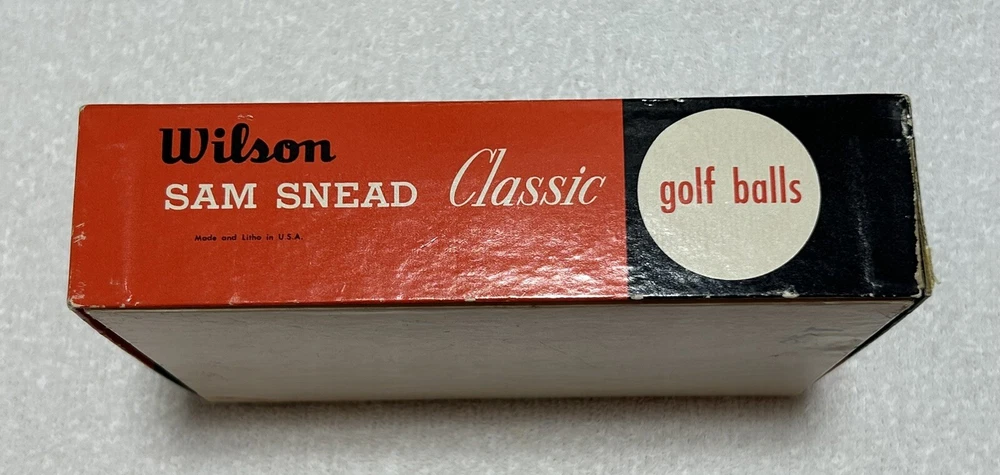 Wilson
SAM SNEAD Classic
Made and Litho in U.S.A.
golf balls